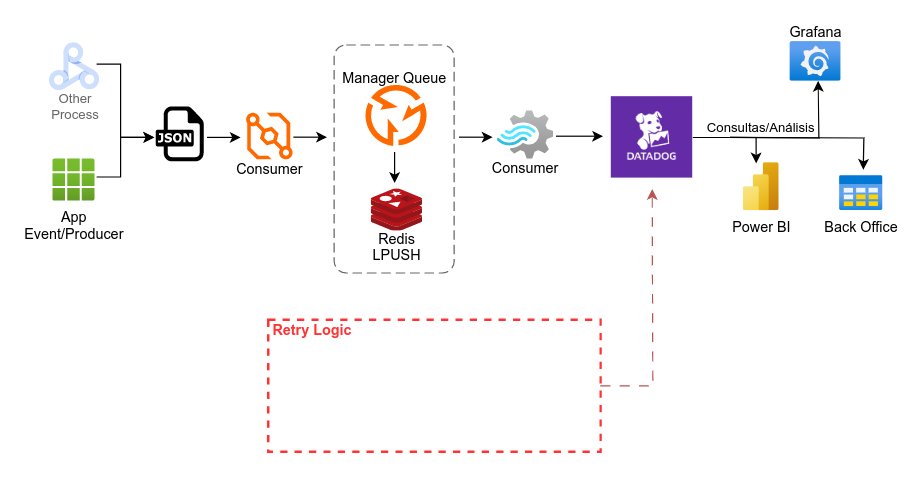 Grafana
Manager Queue
Other
Process
JSON
Consumer
Consumer
DATADOG
Consultas/Análisis
App
Event/Producer
Redis
LPUSH
Power BI
Back Office
Retry Logic